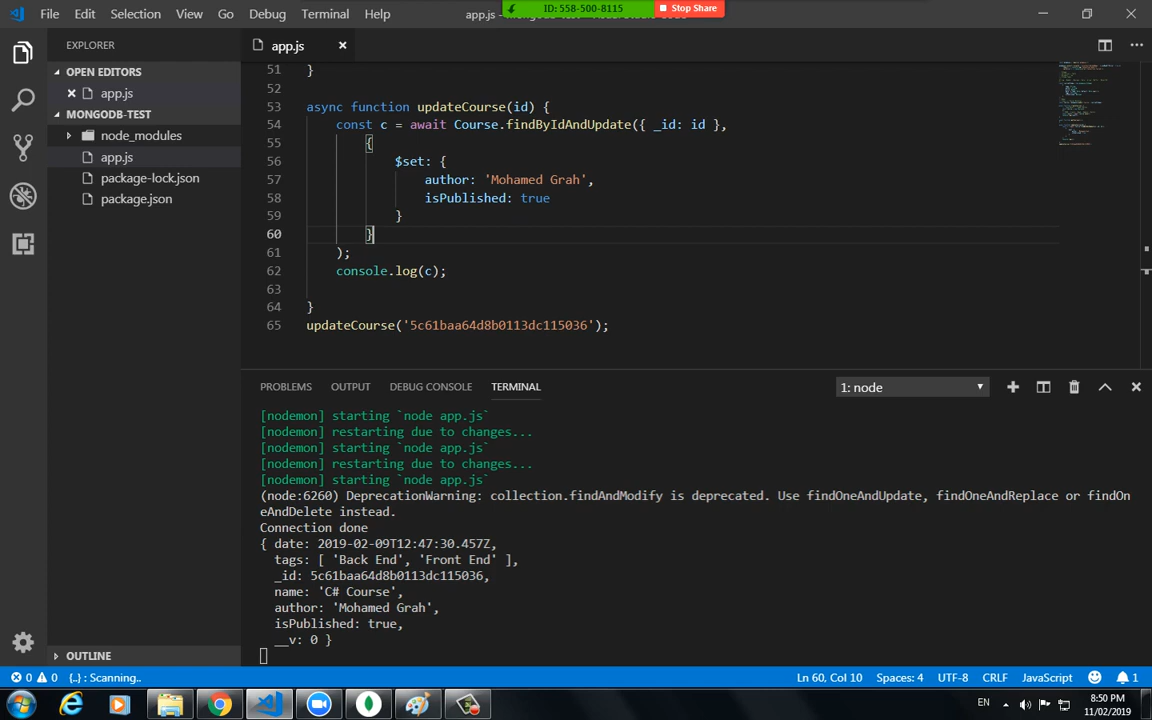 File Edit Selection View Go Debug Terminal Help
app.js -
ID: 558-500-8115
Stop Share
EXPLORER
OPEN EDITORS
app.js
MONGODB-TEST
node_modules
app.js
package-lock.json
package.json
OUTLINE
app.js
51 }
52
53 async function updateCourse(id) {
54 const c = await Course.findByIdAndUpdate({ _id: id },
55 {
56 $set: {
57 author: 'Mohamed Grah',
58 isPublished: true
59 }
60 }
61 );
62 console.log(c);
63
64 }
65 updateCourse('5c61baa64d8b0113dc115036');
PROBLEMS OUTPUT DEBUG CONSOLE TERMINAL 1: node
[nodemon] starting `node app.js`
[nodemon] restarting due to changes...
[nodemon] starting `node app.js`
[nodemon] restarting due to changes...
[nodemon] starting `node app.js`
(node:6260) DeprecationWarning: collection.findAndModify is deprecated. Use findOneAndUpdate, findOneAndReplace or findOn
eAndDelete instead.
Connection done
{ date: 2019-02-09T12:47:30.457Z,
tags: [ 'Back End', 'Front End' ],
_id: 5c61baa64d8b0113dc115036,
name: 'C# Course',
author: 'Mohamed Grah',
isPublished: true,
__v: 0 }
0 0 {..} : Scanning.. Ln 60, Col 10 Spaces: 4 UTF-8 CRLF JavaScript 1
EN 8:50 PM
11/02/2019